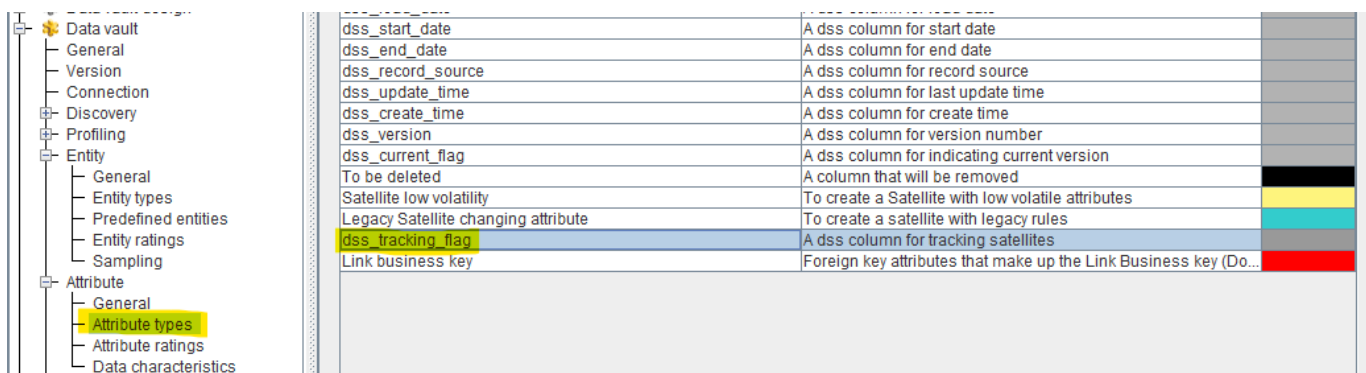 Data vault
General
Version
Connection
Discovery
Profiling
Entity
General
Entity types
Predefined entities
Entity ratings
Sampling
Attribute
General
Attribute types
Attribute ratings
Data characteristics
dss_start_date A dss column for start date
dss_end_date A dss column for end date
dss_record_source A dss column for record source
dss_update_time A dss column for last update time
dss_create_time A dss column for create time
dss_version A dss column for version number
dss_current_flag A dss column for indicating current version
To be deleted A column that will be removed
Satellite low volatility To create a Satellite with low volatile attributes
Legacy Satellite changing attribute To create a satellite with legacy rules
dss_tracking_flag A dss column for tracking satellites
Link business key Foreign key attributes that make up the Link Business key (Do...